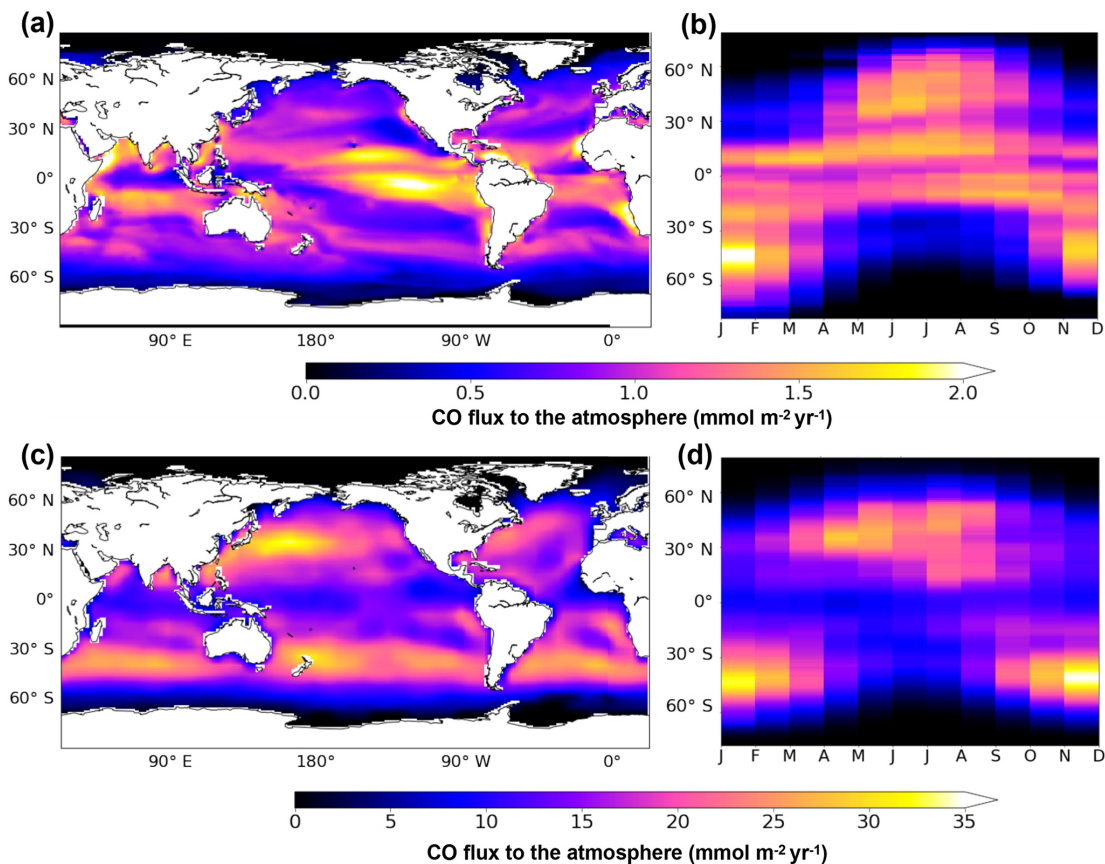 (a)
(b)
60° N
30° N
0°
30° S
60° S
90° E
180°
90° W
0°
60° N
30° N
0°
30° S
60° S
J F M A M J J A S O N D
0.0 0.5 1.0 1.5 2.0
CO flux to the atmosphere (mmol m⁻² yr⁻¹)
(c)
(d)
60° N
30° N
0°
30° S
60° S
90° E
180°
90° W
0°
60° N
30° N
0°
30° S
60° S
J F M A M J J A S O N D
0 5 10 15 20 25 30 35
CO flux to the atmosphere (mmol m⁻² yr⁻¹)